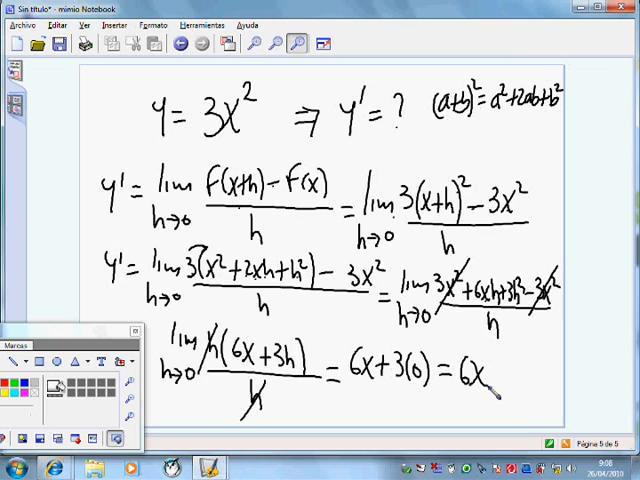 Sin título* - mimio Notebook
Archivo Editar Ver Insertar Formato Herramientas Ayuda
y = 3x² ⇒ y' = ? (a+b)² = a²+2ab+b²
y' = lim h→0 F(x+h) - F(x) / h = lim h→0 3(x+h)² - 3x² / h
y' = lim h→0 3(x²+2xh+h²) - 3x² / h = lim h→0 3x²+6xh+3h²-3x² / h
lim h→0 h(6x+3h) / h = 6x+3(0) = 6x
Marcas
Página 5 de 5
9:08
26/04/2010